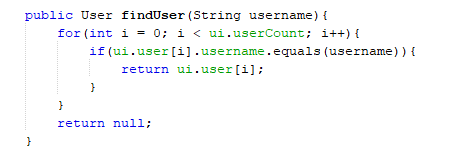 public User findUser(String username){
    for(int i = 0; i < ui.userCount; i++){
        if(ui.user[i].username.equals(username)){
            return ui.user[i];
        }
    }
    return null;
}